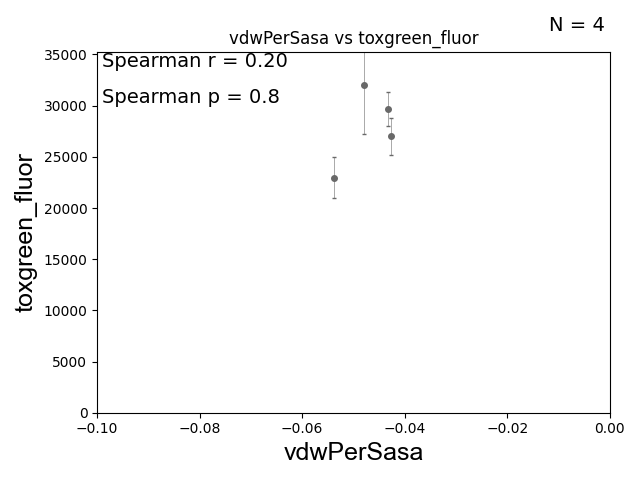 N = 4
vdwPerSasa vs toxgreen_fluor
Spearman r = 0.20
Spearman p = 0.8
toxgreen_fluor
35000
30000
25000
20000
15000
10000
5000
0
−0.10 −0.08 −0.06 −0.04 −0.02 0.00
vdwPerSasa